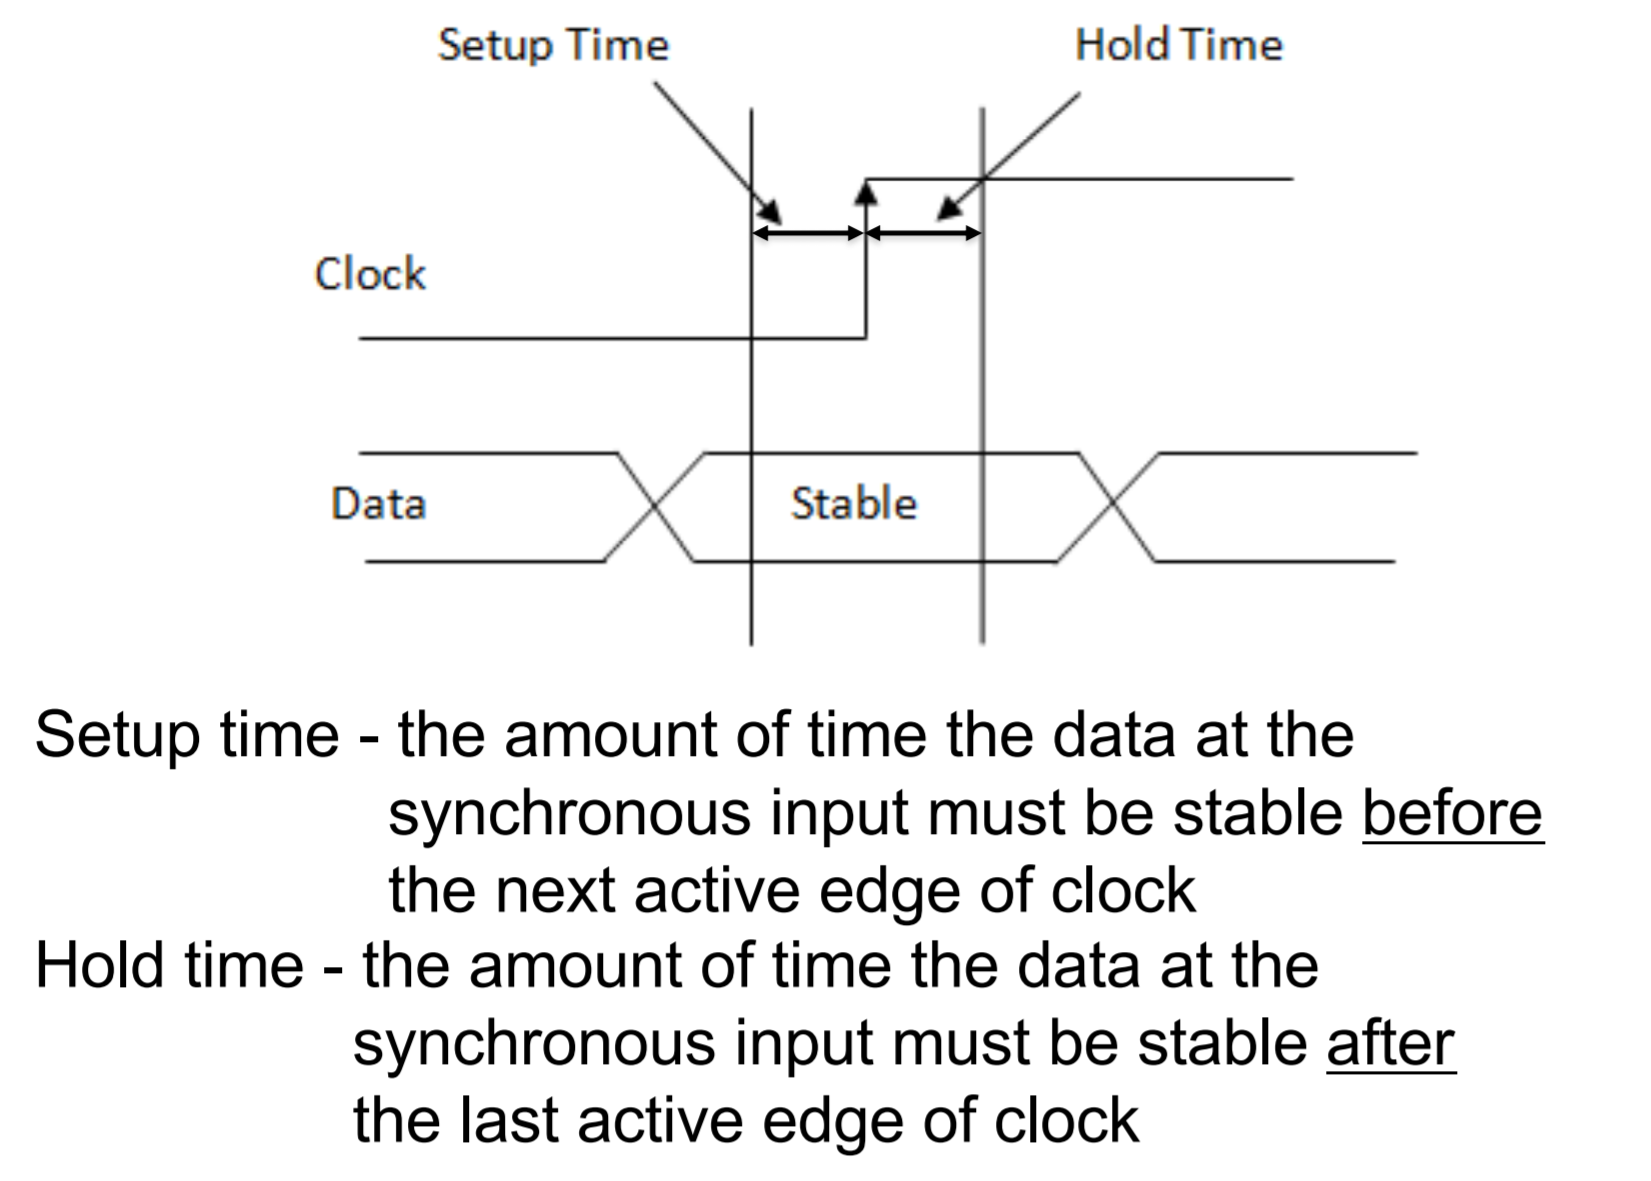 Setup Time
Hold Time
Clock
Data
Stable
Setup time - the amount of time the data at the
synchronous input must be stable before
the next active edge of clock
Hold time - the amount of time the data at the
synchronous input must be stable after
the last active edge of clock